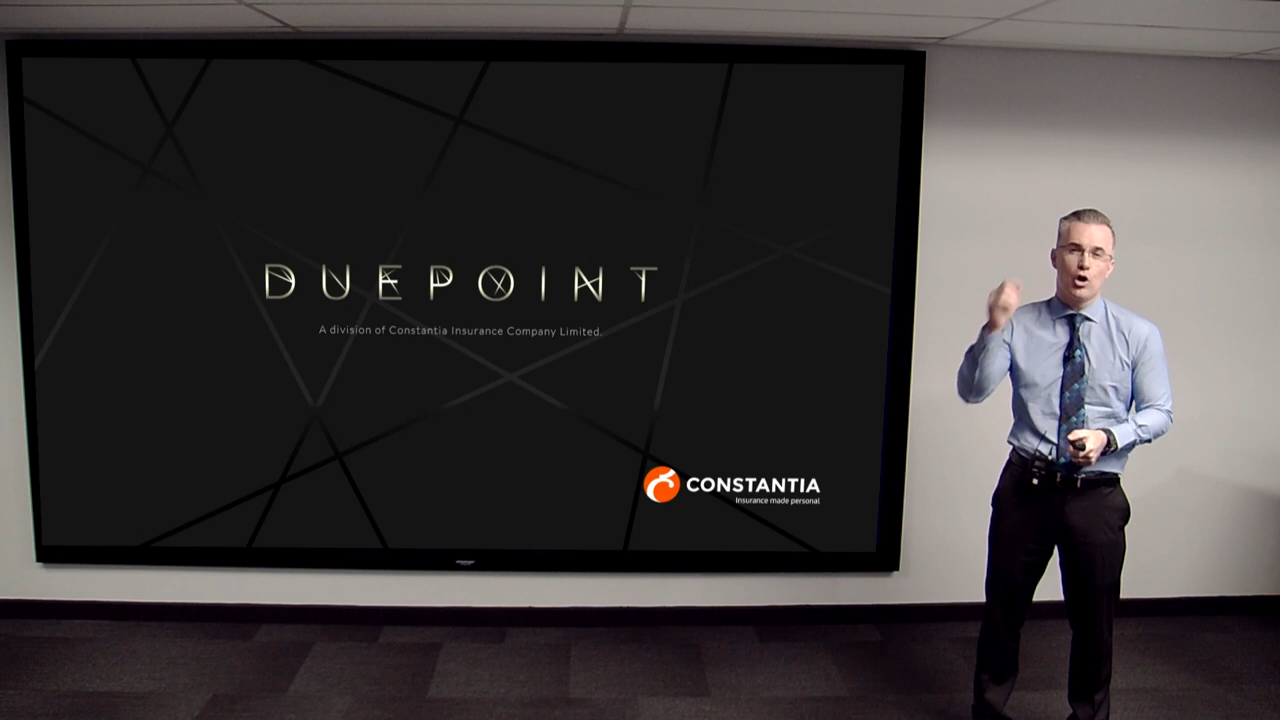 DUEPOINT
A division of Constantia Insurance Company Limited.
CONSTANTIA
Insurance made personal